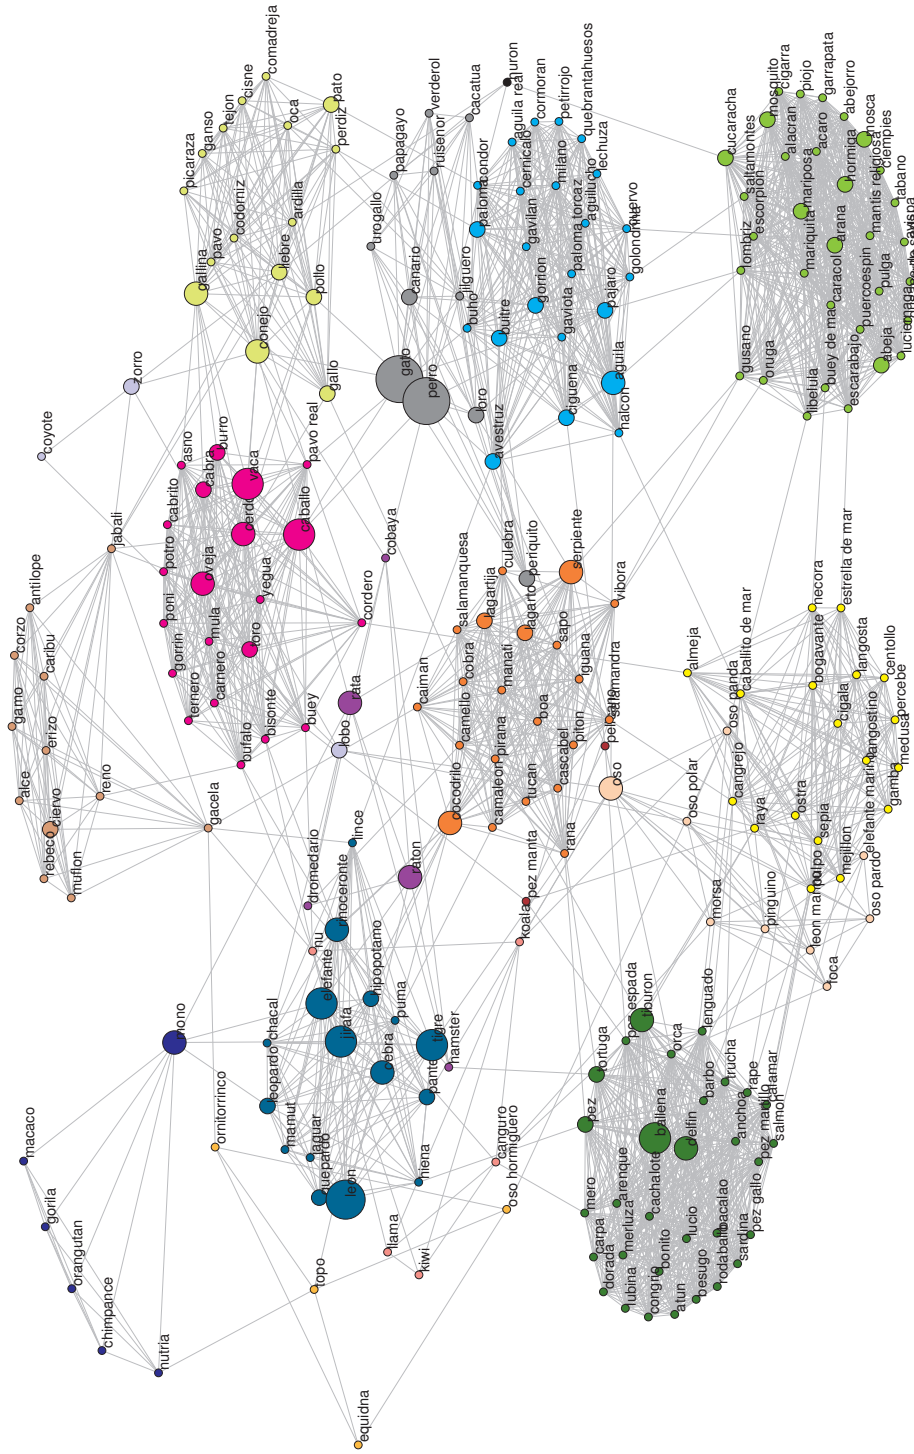 comadreja
cisne
tejon
ganso
picaraza
oca
pato
perdiz
codorniz
pavo
ardilla
gallina
liebre
pollo
conejo
gallo
zorro
coyote
papagayo
verderol
ruisenor
cacatua
huron
urogallo
canario
jilguero
gato
perro
loro
periquito
condor
paloma
aguila real
cormoran
petirrojo
cernicalo
milano
quebrantahuesos
lechuza
gavilan
paloma torcaz
aguilucho
cuervo
golondrina
buho
buitre
gorrion
gaviota
pajaro
avestruz
ciguena
aguila
halcon
cucaracha
mosquito
cigarra
piojo
garrapata
saltamontes
alacran
acaro
abejorro
escorpion
mariposa
hormiga
mosca
ciempies
lombriz
mariquita
arana
mantis religiosa
tabano
avispa
buey de mar
caracol
puercoespin
pulga
gusano
oruga
libelula
escarabajo
abeja
asno
burro
cabrito
cabra
vaca
pavo real
potro
cerdo
caballo
poni
oveja
yegua
gorrin
mula
toro
cordero
ternero
carnero
bisonte
buey
bufalo
jabali
antilope
corzo
caribu
gamo
erizo
alce
reno
ciervo
rebeco
muflon
gacela
cobaya
rata
lobo
raton
dromedario
hamster
lince
salamanquesa
culebra
lagartija
lagarto
serpiente
vibora
caiman
cobra
manati
sapo
iguana
camello
boa
salamandra
pirana
piton
cocodrilo
camaleon
tucan
cascabel
rana
pez manta
oso
oso panda
oso polar
morsa
pinguino
oso pardo
foca
elefante marino
almeja
necora
estrella de mar
caballito de mar
bogavante
langosta
cangrejo
cigala
centollo
raya
ostra
langostino
percebe
medusa
sepia
gamba
pulpo
mejillon
koala
nu
canguro
llama
kiwi
rinoceronte
elefante
hipopotamo
puma
jirafa
tigre
cebra
chacal
leopardo
mamut
jaguar
guepardo
leon
hiena
mono
macaco
gorila
orangutan
chimpance
nutria
ornitorrinco
oso hormiguero
topo
equidna
tortuga
pez espada
tiburon
lenguado
orca
pez
trucha
barbo
rape
ballena
calamar
delfin
anchoa
salmon
mero
arenque
cachalote
carpa
merluza
lucio
bacalao
pez gallo
dorada
bonito
rodaballo
sardina
lubina
congrio
atun
besugo